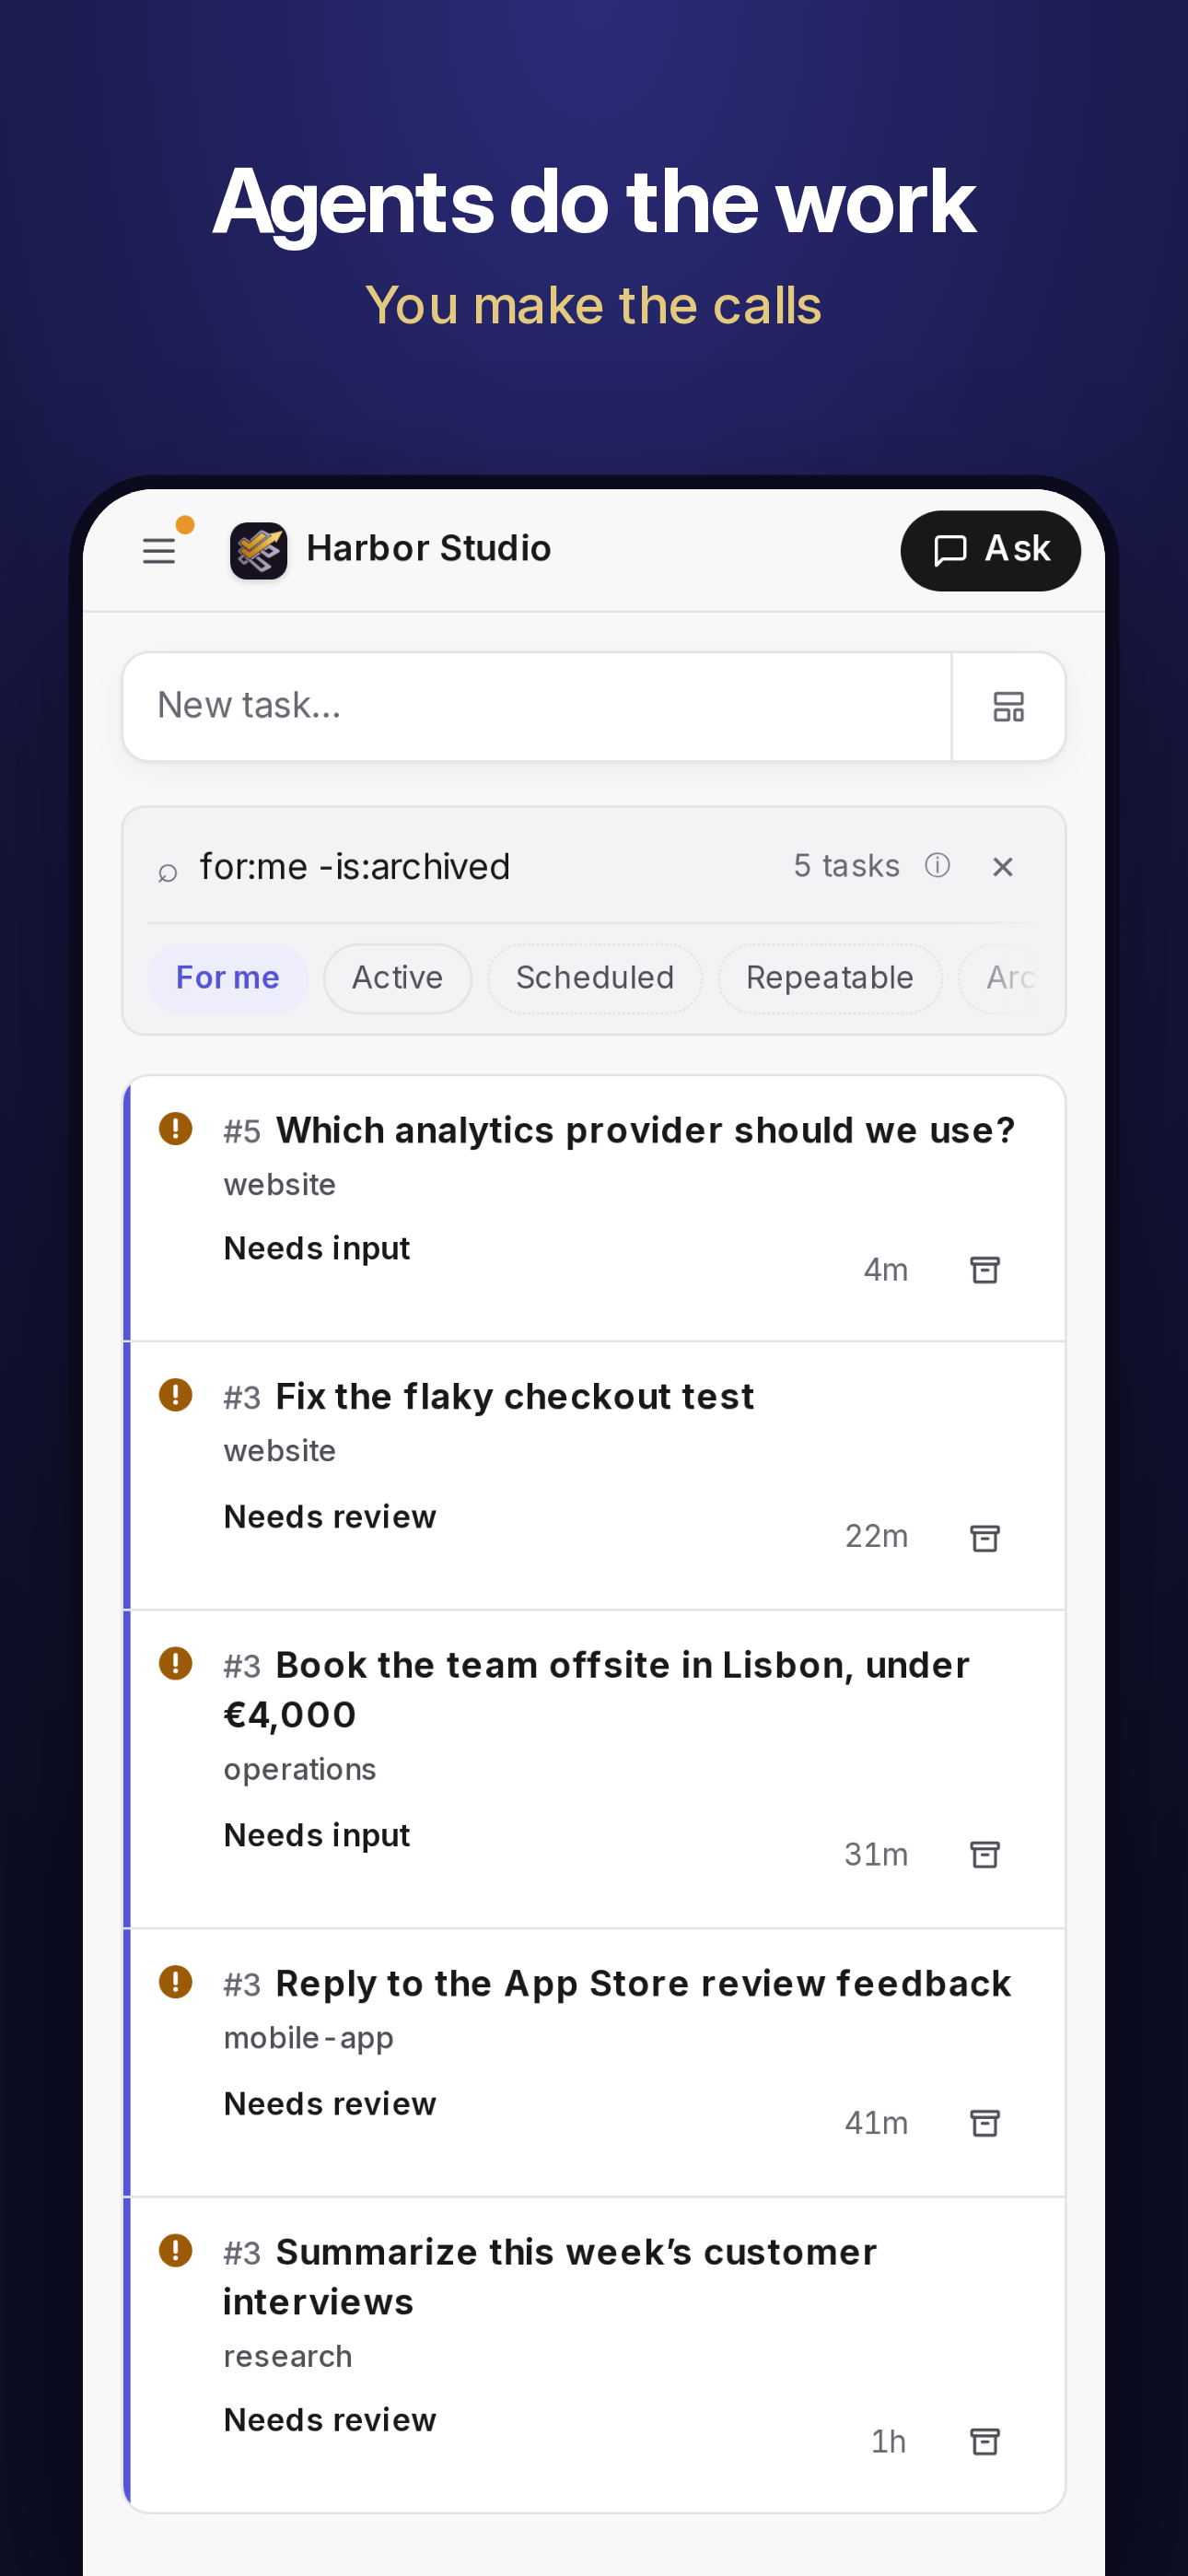 Agents do the work
You make the calls
Harbor Studio
Ask
New task...
for:me -is:archived
5 tasks
For me
Active
Scheduled
Repeatable
Arc
#5 Which analytics provider should we use?
website
Needs input
4m
#3 Fix the flaky checkout test
website
Needs review
22m
#3 Book the team offsite in Lisbon, under
€4,000
operations
Needs input
31m
#3 Reply to the App Store review feedback
mobile-app
Needs review
41m
#3 Summarize this week’s customer
interviews
research
Needs review
1h